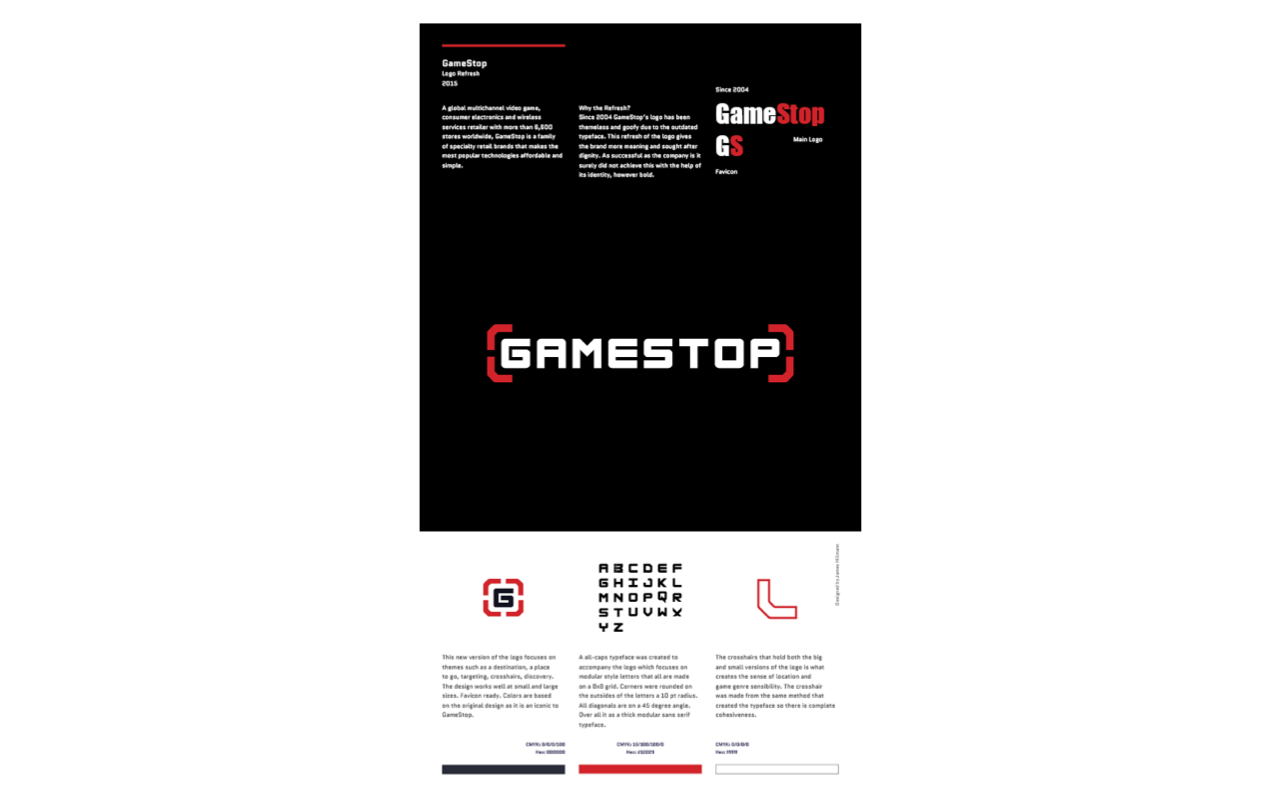 GameStop
Logo Refresh
2015
A global multichannel video game,
consumer electronics and wireless
services retailer with more than 6,600
stores worldwide, GameStop is a family
of specialty retail brands that makes the
most popular technologies affordable and
simple.
Why the Refresh?
Since 2004 GameStop's logo has been
themeless and goofy due to the outdated
typeface. This refresh of the logo gives
the brand more meaning and sought after
dignity. As successful as the company is it
surely did not achieve this with the help of
its identity, however bold.
Since 2004
GameStop
GS
Main Logo
Favicon
GAMESTOP
G
ABCDEF
GHIJKL
MNOPQR
STUVWX
YZ
Designed by James
This new version of the logo focuses on
themes such as a destination, a place
to go, targeting, crosshairs, discovery.
The design works well at small and large
sizes. Favicon ready. Colors are based
on the original design as it is an iconic to
GameStop.
A all-caps typeface was created to
accompany the logo which focuses on
modular style letters that all are made
on a 8x8 grid. Corners were rounded on
the outsides of the letters a 10 pt radius.
All diagonals are on a 45 degree angle.
Over all it as a thick modular sans serif
typeface.
The crosshairs that hold both the big
and small versions of the logo is what
creates the sense of location and
game genre sensibility. The crosshair
was made from the same method that
created the typeface so there is complete
cohesiveness.
CMYK: 0/0/0/100
Hex: 000000
CMYK: 10/100/100/0
Hex:
CMYK: 0/0/0/0
Hex: ffffff